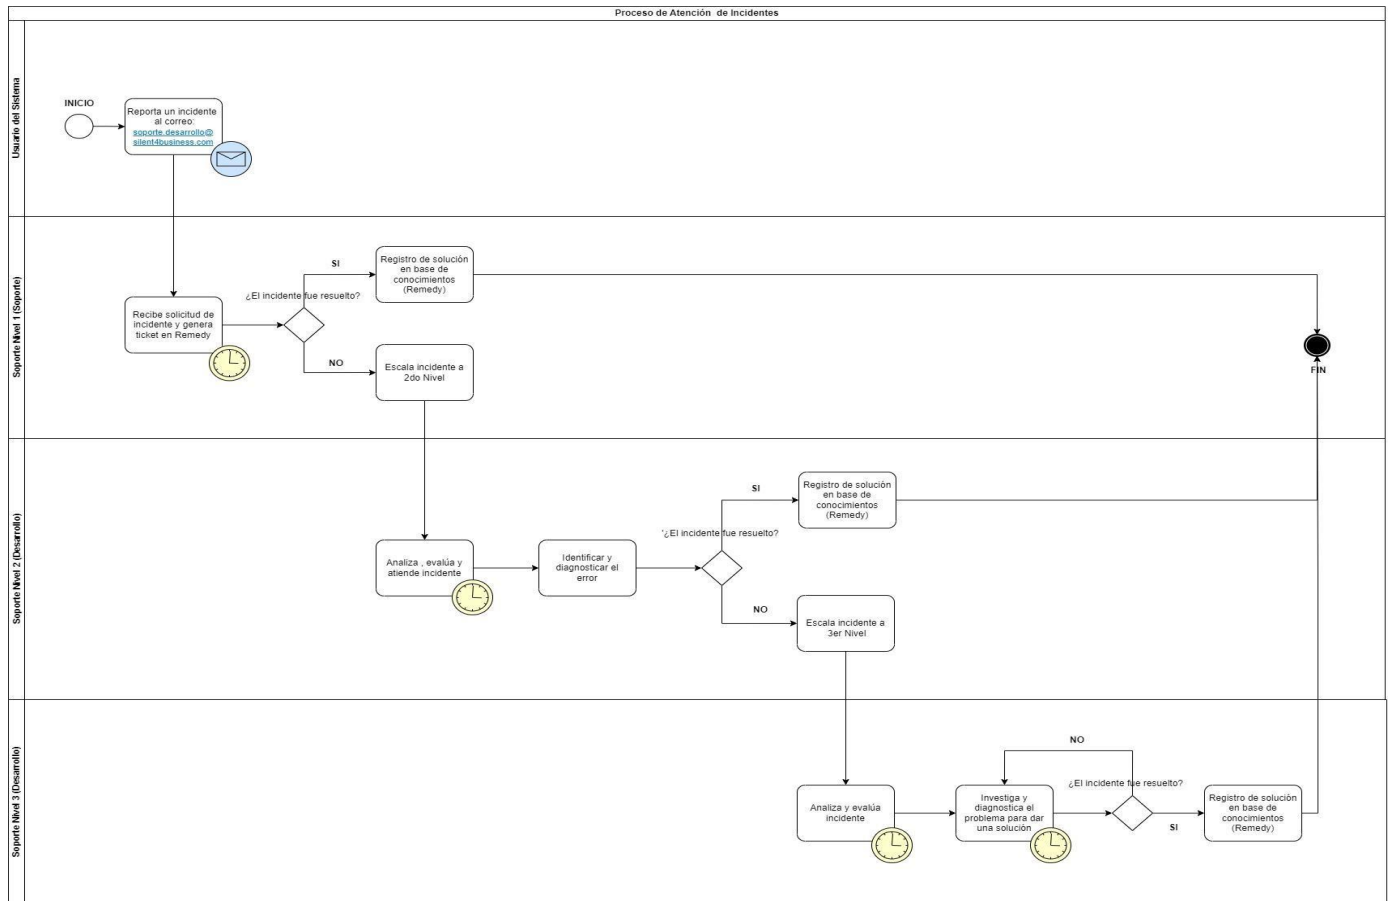 Proceso de Atención  de Incidentes
Usuario del Sistema
INICIO
Reporta un incidente
al correo:
soporte.desarrollo@
silent4business.com
Soporte Nivel 1 (Soporte)
Recibe solicitud de
incidente y genera
ticket en Remedy
¿El incidente fue resuelto?
SI
Registro de solución
en base de
conocimientos
(Remedy)
NO
Escala incidente a
2do Nivel
FIN
Soporte Nivel 2 (Desarrollo)
Analiza , evalúa y
atiende incidente
Identificar y
diagnosticar el
error
'¿El incidente fue resuelto?
SI
Registro de solución
en base de
conocimientos
(Remedy)
NO
Escala incidente a
3er Nivel
Soporte Nivel 3 (Desarrollo)
Analiza y evalúa
incidente
Investiga y
diagnostica el
problema para dar
una solución
NO
¿El incidente fue resuelto?
SI
Registro de solución
en base de
conocimientos
(Remedy)